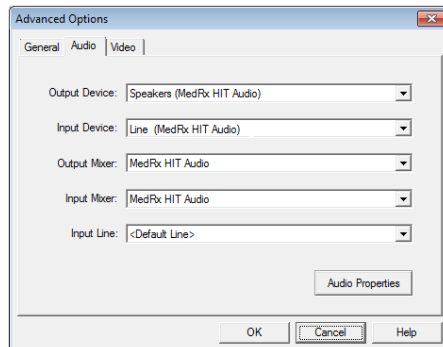 Advanced Options
General Audio Video
Output Device: Speakers (MedRx HIT Audio)
Input Device: Line (MedRx HIT Audio)
Output Mixer: MedRx HIT Audio
Input Mixer: MedRx HIT Audio
Input Line: <Default Line>
Audio Properties
OK Cancel Help